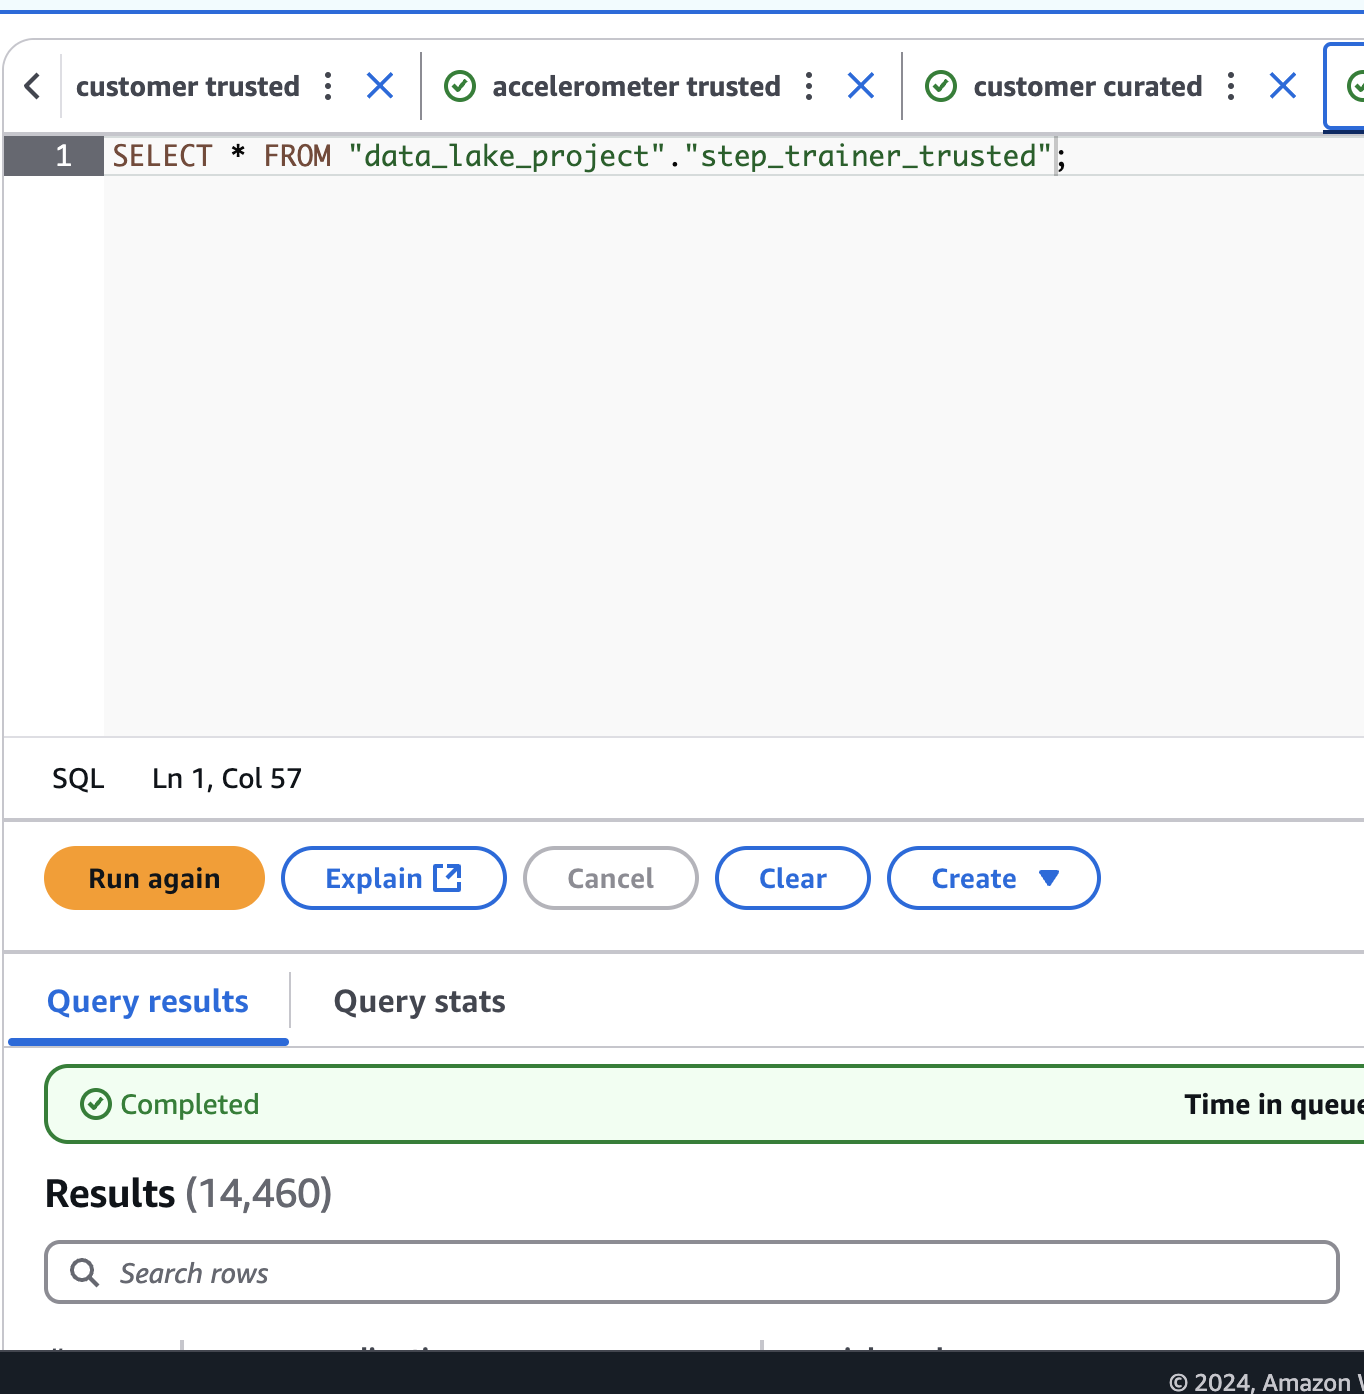 customer trusted accelerometer trusted customer curated
1 SELECT * FROM "data_lake_project"."step_trainer_trusted";
SQL Ln 1, Col 57
Run again Explain Cancel Clear Create
Query results Query stats
Completed Time in queue
Results (14,460)
Search rows
© 2024, Amazon